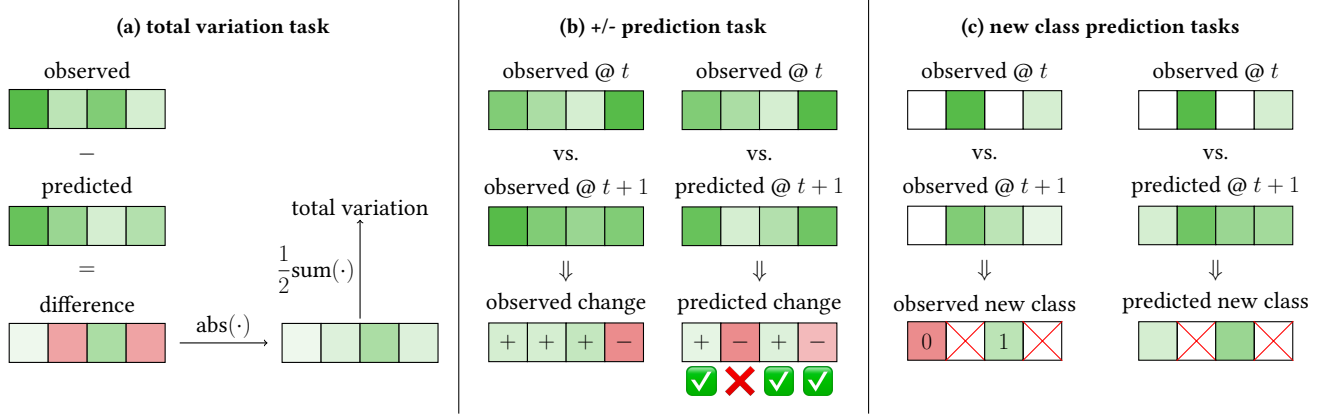 (a) total variation task
observed
−
predicted
=
difference
abs(·)
½sum(·)
total variation
(b) +/- prediction task
observed @ t
vs.
observed @ t + 1
⇓
observed change
+ + + −
observed @ t
vs.
predicted @ t + 1
⇓
predicted change
+ − + −
(c) new class prediction tasks
observed @ t
vs.
observed @ t + 1
⇓
observed new class
0 1
observed @ t
vs.
predicted @ t + 1
⇓
predicted new class